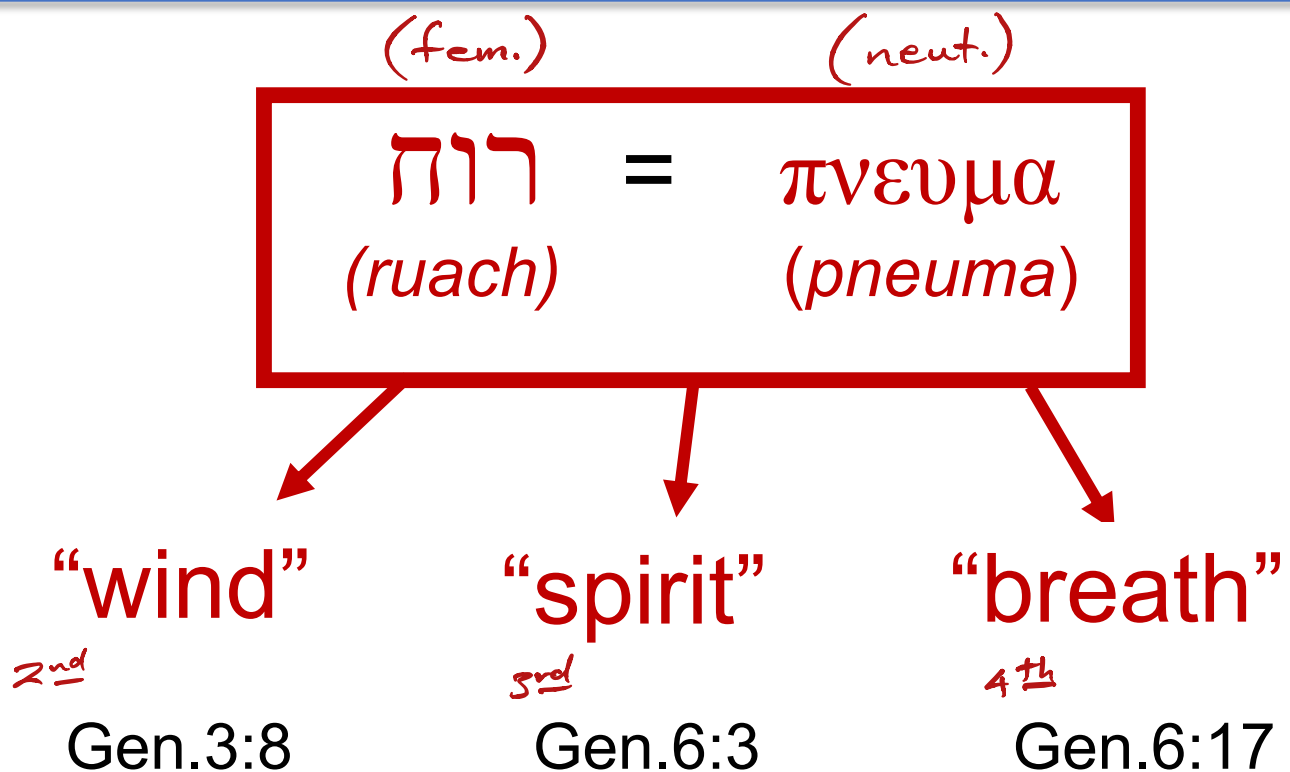 (fem.) (neut.)
רוח = πνευμα
(ruach) (pneuma)
“wind” “spirit” “breath”
2nd 3rd 4th
Gen.3:8 Gen.6:3 Gen.6:17